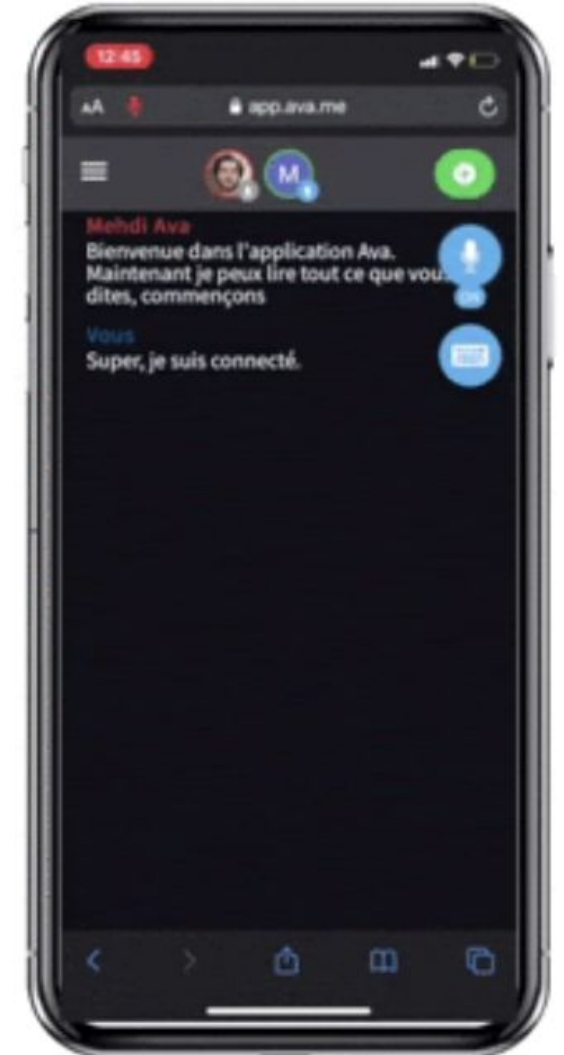 12:45
AA app.ava.me
M
Mehdi Ava
Bienvenue dans l'application Ava.
Maintenant je peux lire tout ce que vous
dites, commençons
ON
Vous
Super, je suis connecté.